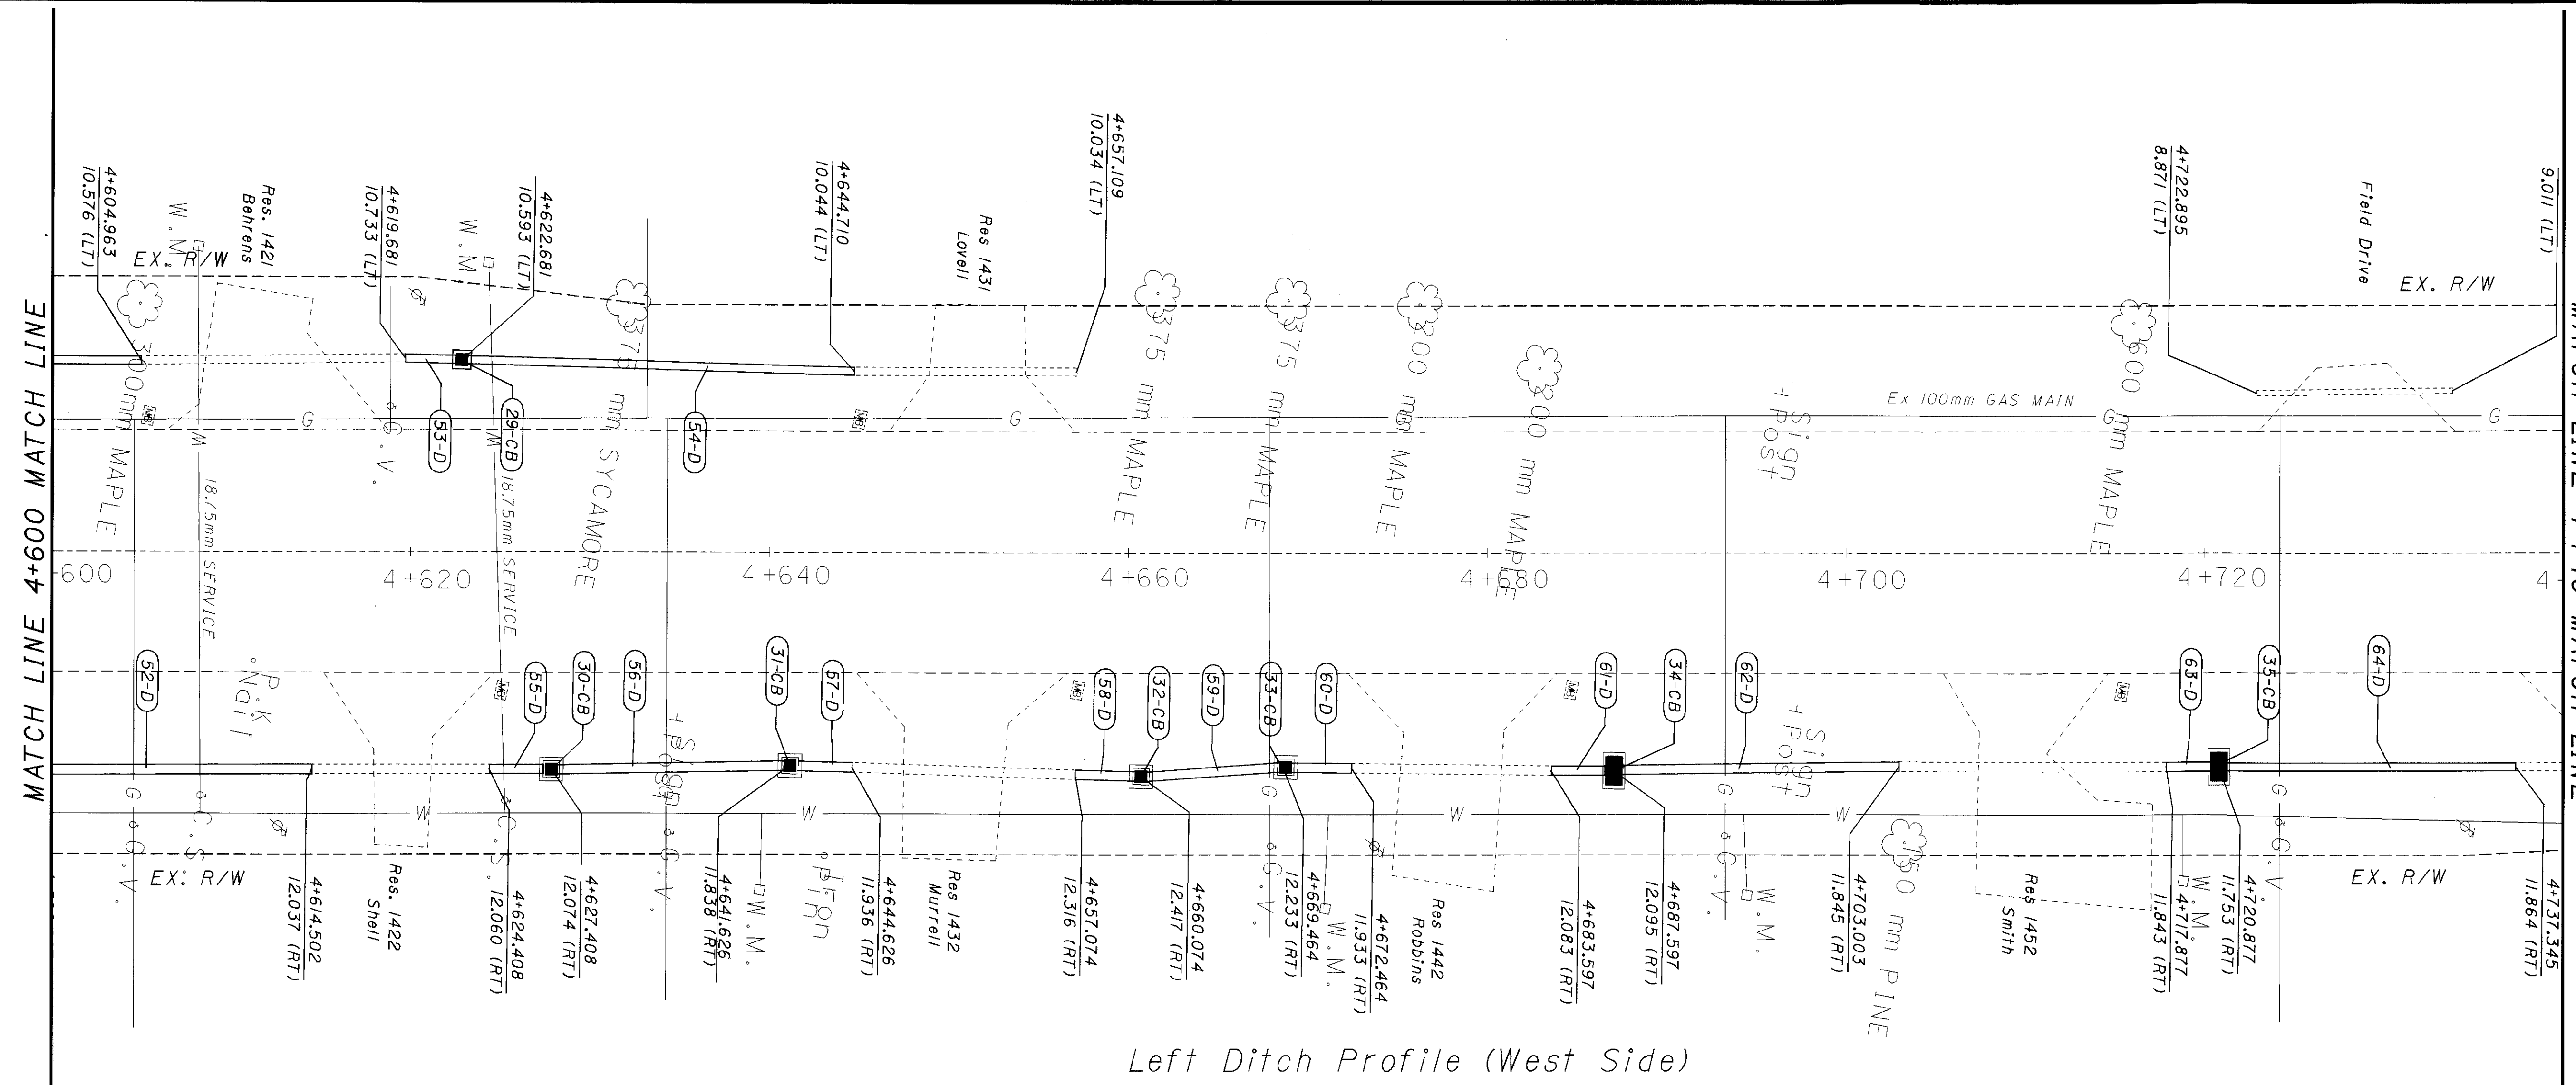 MATCH LINE 4+600 MATCH LINE
4+604.963
10.576 (LT)
W.M.
Res. 1421
Behrens
EX. R/W
4+619.681
10.733 (LT)
W.M.
4+622.681
10.593 (LT)
4+644.710
10.044 (LT)
Res 1431
Lovell
4+657.109
10.034 (LT)
4+722.895
8.871 (LT)
Field Drive
EX. R/W
9.011 (LT)
300mm MAPLE
MB
W
18.75mm SERVICE
G
G.V.
53-D
29-CB
W
18.75mm SERVICE
375 mm SYCAMORE
54-D
MB
G
375 mm MAPLE
375 mm MAPLE
200 mm MAPLE
G
200 mm MAPLE
Sign
Post
Ex 100mm GAS MAIN
G
600 mm MAPLE
G
+600
4+620
4+640
4+660
4+680
4+700
4+720
4
52-D
P.K.
Nail
MB
55-D
30-CB
56-D
Sign
Post
31-CB
57-D
MB
58-D
32-CB
59-D
33-CB
60-D
MB
61-D
34-CB
62-D
Sign
Post
MB
63-D
35-CB
64-D
G
W
G
W
G
W
G
W
G
G.V.
C.S.
C.S.
G.V.
G.V.
G.V.
G.V.
EX. R/W
4+614.502
12.037 (RT)
Res. 1422
Shell
4+624.408
12.060 (RT)
4+627.408
12.074 (RT)
4+641.626
11.838 (RT)
W.M.
Iron
Pin
4+644.626
11.936 (RT)
Res 1432
Murrell
4+657.074
12.316 (RT)
4+660.074
12.417 (RT)
4+669.464
12.233 (RT)
W.M.
4+672.464
11.933 (RT)
Res 1442
Robbins
4+683.597
12.083 (RT)
4+687.597
12.095 (RT)
W.M.
4+703.003
11.845 (RT)
750 mm PINE
Res 1452
Smith
W.M.
4+717.877
11.843 (RT)
4+720.877
11.753 (RT)
EX. R/W
4+737.345
11.864 (RT)
Left Ditch Profile (West Side)